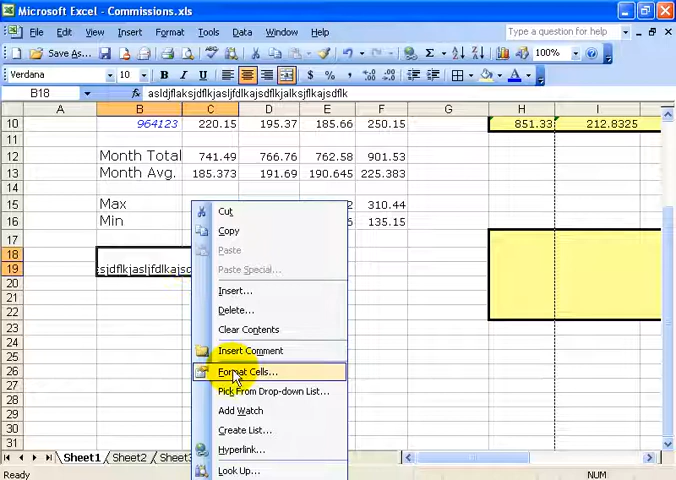 Microsoft Excel - Commissions.xls
File Edit View Insert Format Tools Data Window Help
Type a question for help
Save As... Σ 100%
Verdana 10 B I U $ % , A
B18 asldjflaksjdflkjasljfdlkajsdflkjalksjflkajsdflk
A B C D E F G H I
10 964123 220.15 195.37 185.66 250.15 851.33 212.8325
11
12 Month Total 741.49 766.76 762.58 901.53
13 Month Avg. 185.373 191.69 190.645 225.383
14
15 Max 2 310.44
16 Min 6 135.15
17
18
19 sjdflkjasljfdlkajsd
20
21
22
23
24
25
26
27
28
29
30
31
Cut
Copy
Paste
Paste Special...
Insert...
Delete...
Clear Contents
Insert Comment
Format Cells...
Pick From Drop-down List...
Add Watch
Create List...
Hyperlink...
Look Up...
Sheet1 Sheet2 Sheet3
Ready NUM